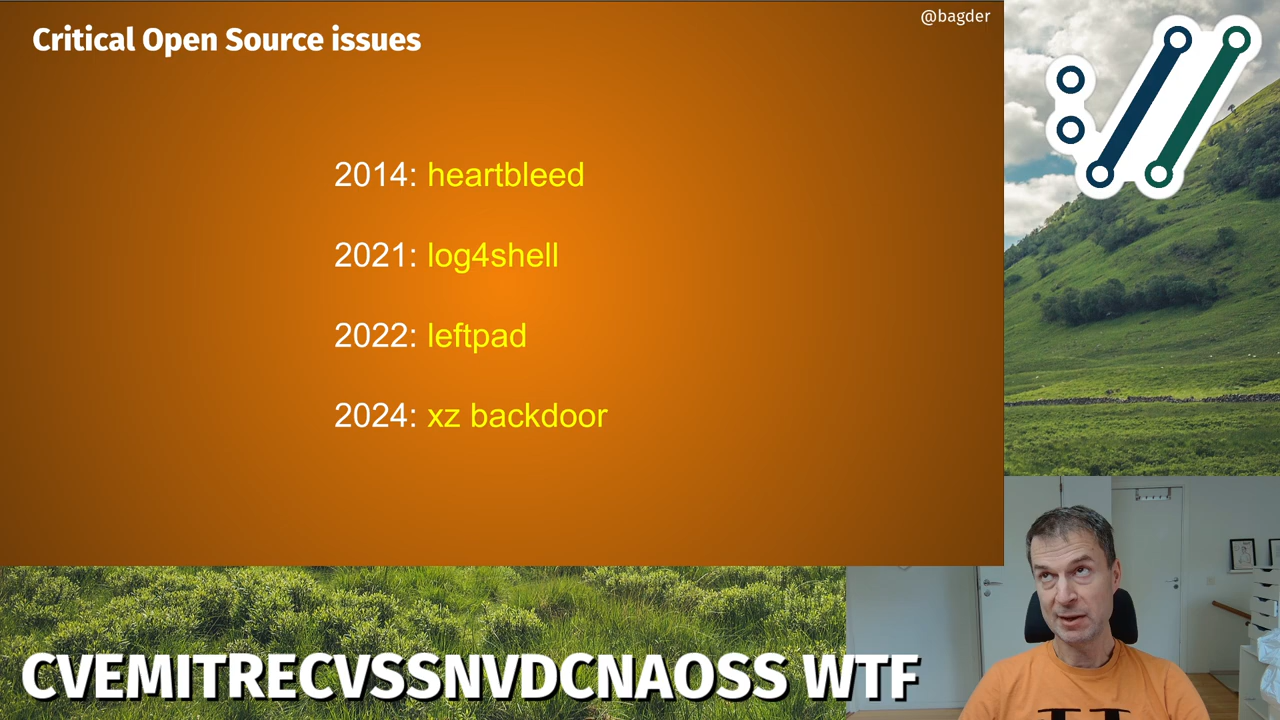 @bagder
Critical Open Source issues
2014: heartbleed
2021: log4shell
2022: leftpad
2024: xz backdoor
CVEMITRECVSSNVDCNAOSS WTF